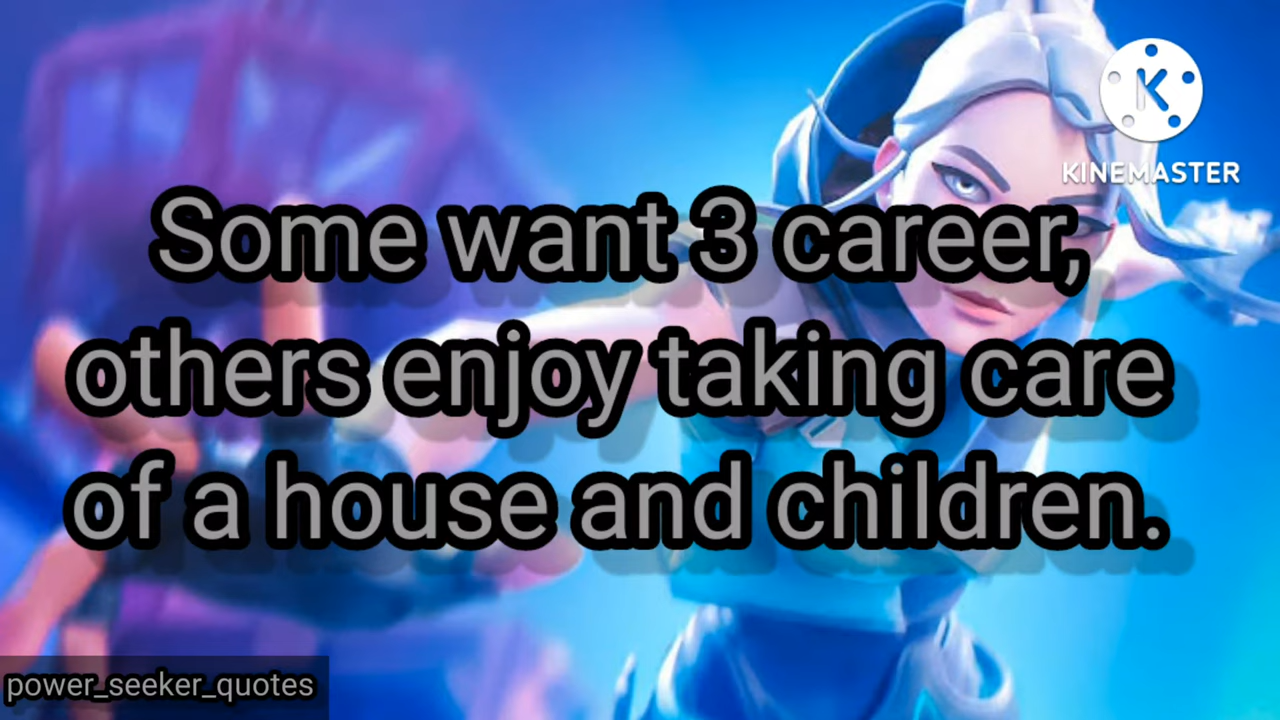 KINEMASTER
Some want 3 career,
others enjoy taking care
of a house and children.
power_seeker_quotes